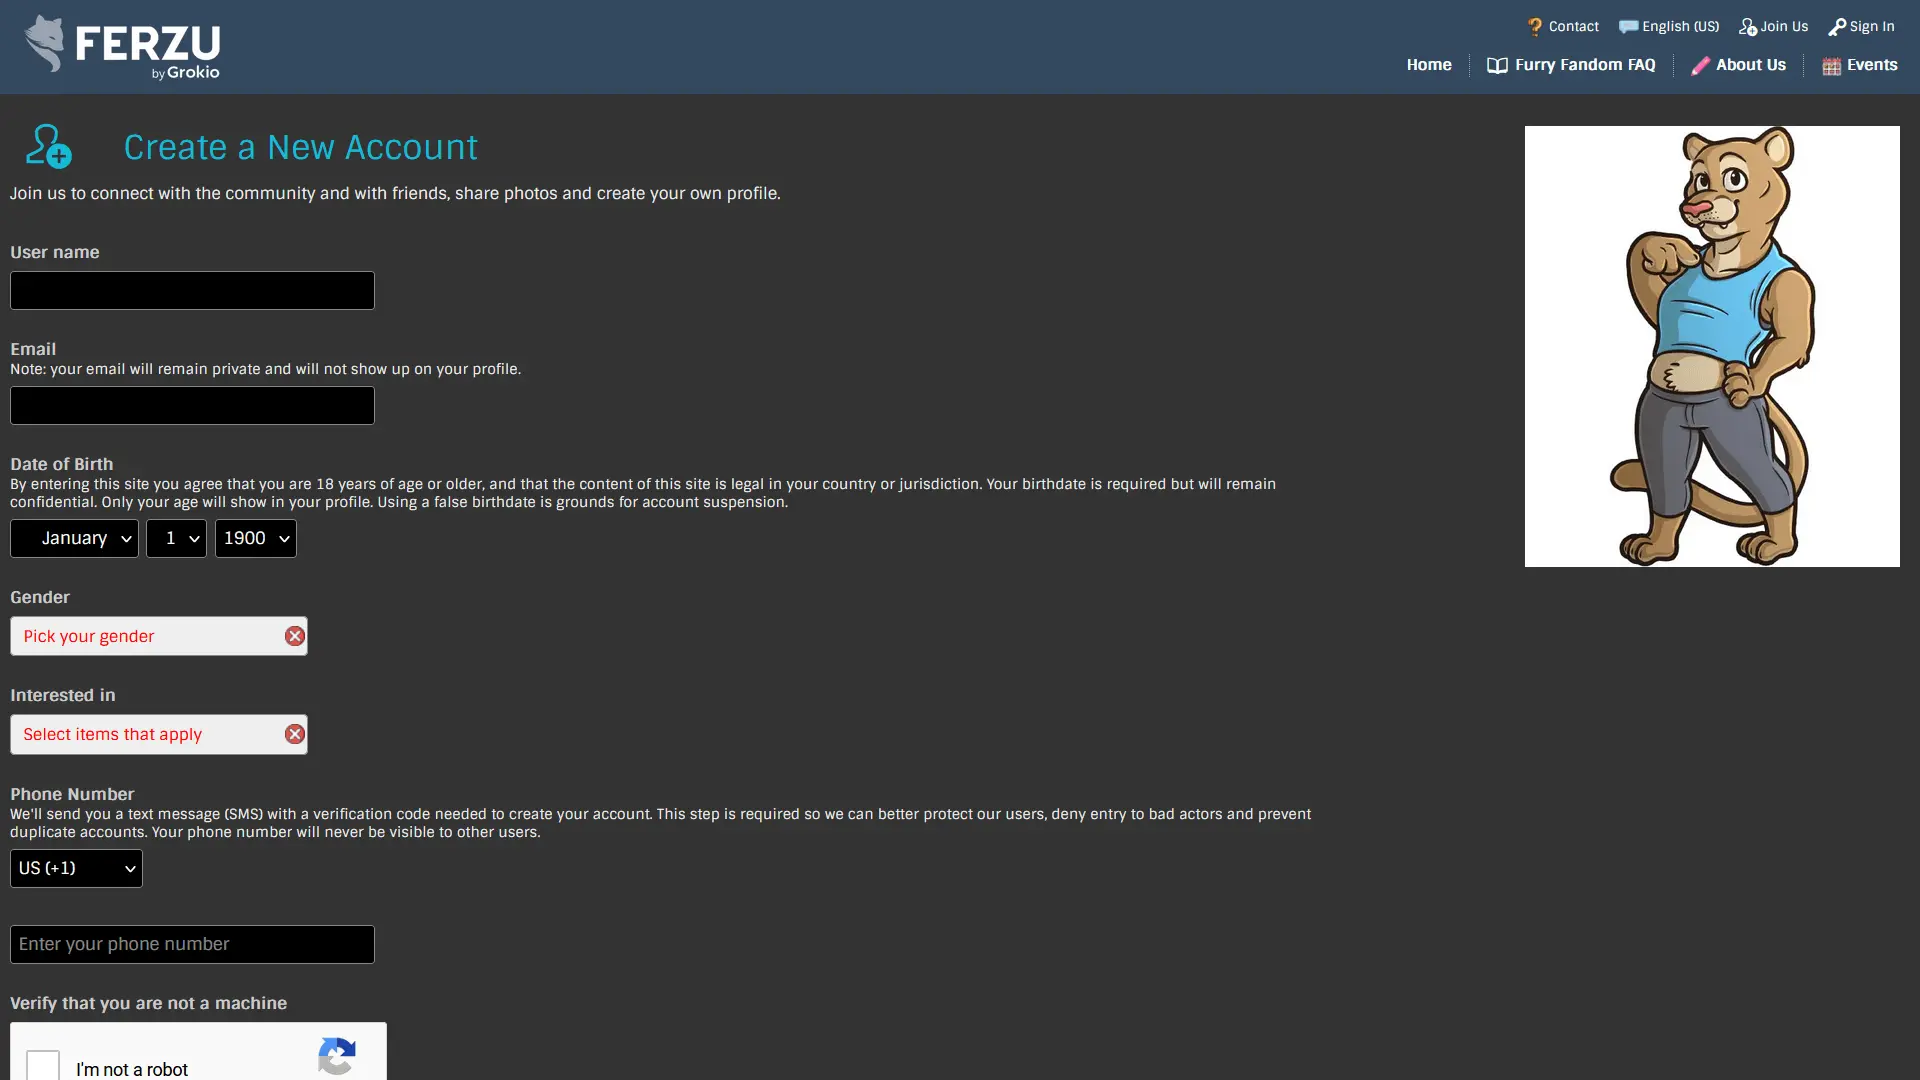 FERZU
by Grokio
Contact
English (US)
Join Us
Sign In
Home
Furry Fandom FAQ
About Us
Events
Create a New Account
Join us to connect with the community and with friends, share photos and create your own profile.
User name
Email
Note: your email will remain private and will not show up on your profile.
Date of Birth
By entering this site you agree that you are 18 years of age or older, and that the content of this site is legal in your country or jurisdiction. Your birthdate is required but will remain
confidential. Only your age will show in your profile. Using a false birthdate is grounds for account suspension.
January 1 1900
Gender
Pick your gender
Interested in
Select items that apply
Phone Number
We'll send you a text message (SMS) with a verification code needed to create your account. This step is required so we can better protect our users, deny entry to bad actors and prevent
duplicate accounts. Your phone number will never be visible to other users.
US (+1)
Enter your phone number
Verify that you are not a machine
I'm not a robot